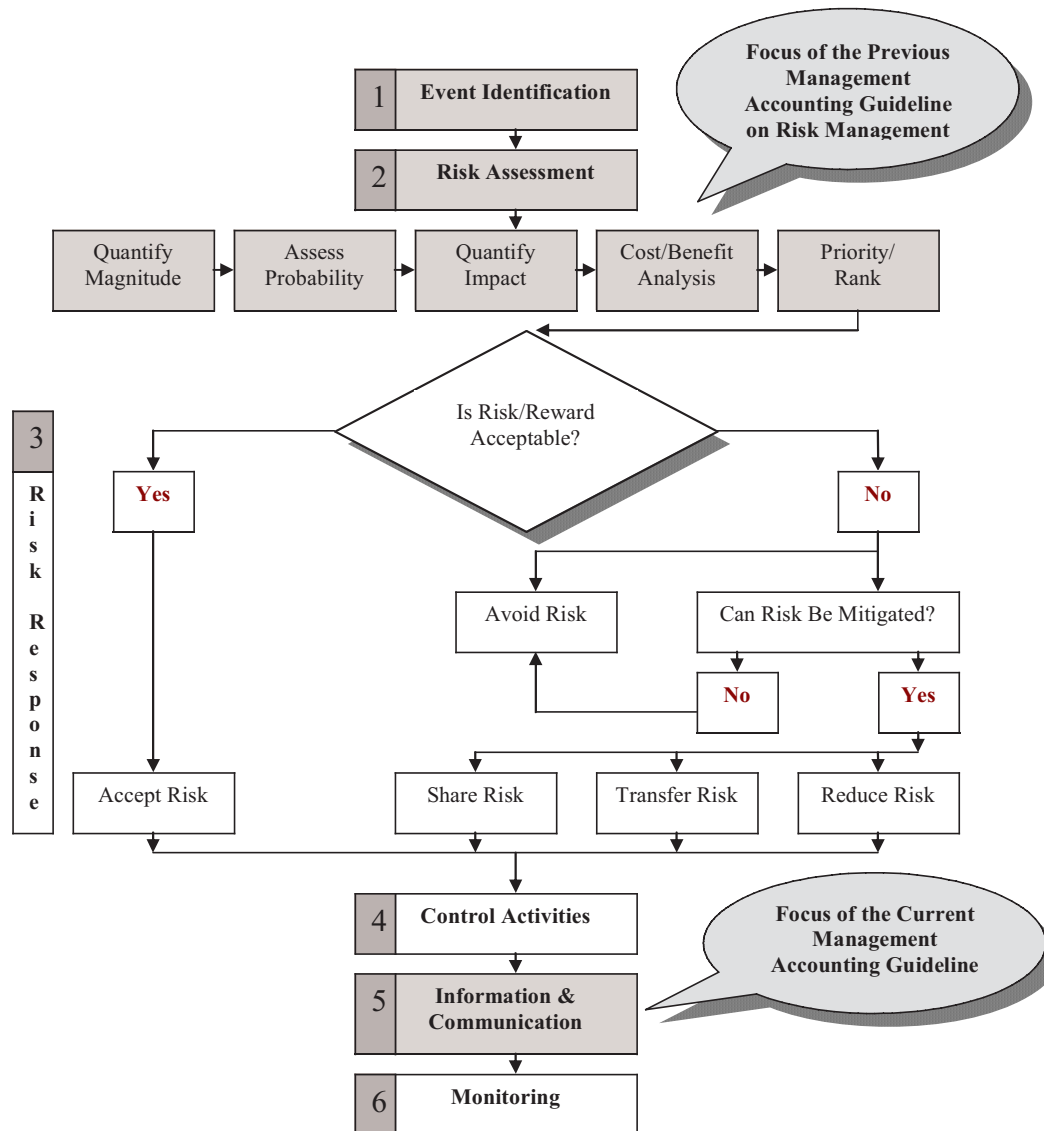 Focus of the Previous
Management
Accounting Guideline
on Risk Management
1
Event Identification
2
Risk Assessment
Quantify
Magnitude
Assess
Probability
Quantify
Impact
Cost/Benefit
Analysis
Priority/
Rank
Is Risk/Reward
Acceptable?
3
R
i
s
k
R
e
s
p
o
n
s
e
Yes
No
Avoid Risk
Can Risk Be Mitigated?
No
Yes
Accept Risk
Share Risk
Transfer Risk
Reduce Risk
4
Control Activities
Focus of the Current
Management
Accounting Guideline
5
Information &
Communication
6
Monitoring